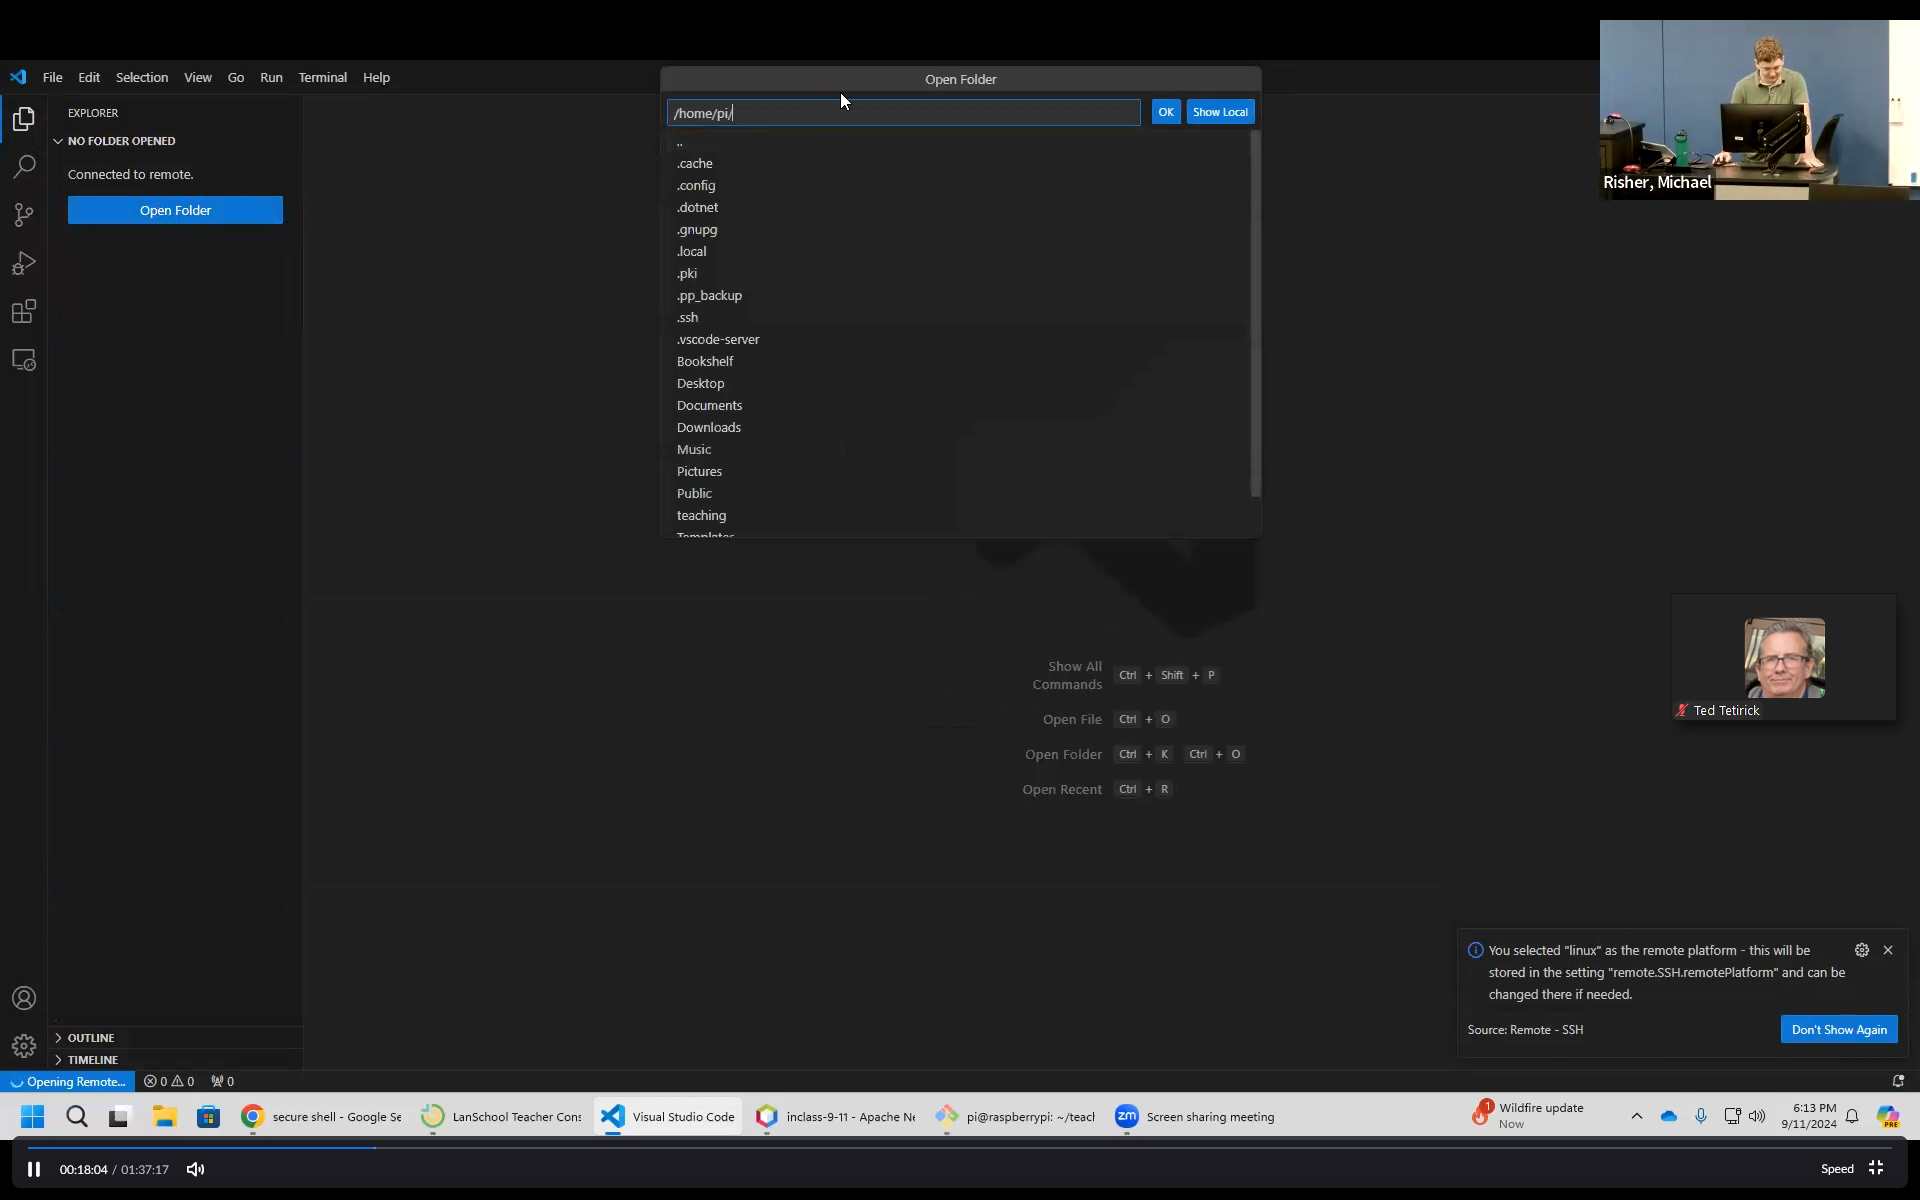 File Edit Selection View Go Run Terminal Help
Open Folder
/home/pi/
OK Show Local
EXPLORER
NO FOLDER OPENED
Connected to remote.
Open Folder
..
.cache
.config
.dotnet
.gnupg
.local
.pki
.pp_backup
.ssh
.vscode-server
Bookshelf
Desktop
Documents
Downloads
Music
Pictures
Public
teaching
Templates
Risher, Michael
Show All Commands Ctrl + Shift + P
Open File Ctrl + O
Open Folder Ctrl + K Ctrl + O
Open Recent Ctrl + R
Ted Tetirick
You selected "linux" as the remote platform - this will be
stored in the setting "remote.SSH.remotePlatform" and can be
changed there if needed.
Source: Remote - SSH
Don't Show Again
OUTLINE
TIMELINE
Opening Remote... 0 0 0
secure shell - Google Se LanSchool Teacher Cons Visual Studio Code inclass-9-11 - Apache Ne pi@raspberrypi: ~/teach zm Screen sharing meeting
1 Wildfire update
Now
6:13 PM
9/11/2024
PRE
00:18:04 / 01:37:17
Speed